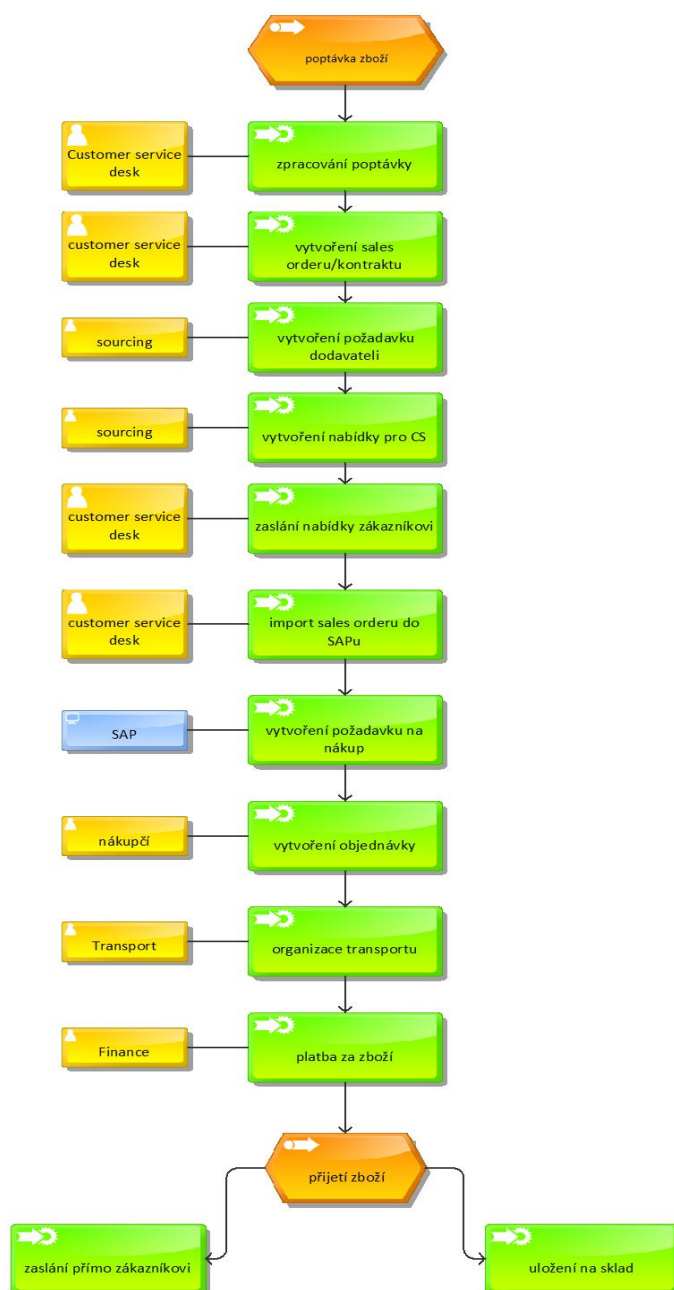 poptávka zboží
Customer service
desk
zpracování poptávky
customer service
desk
vytvoření sales
orderu/kontraktu
sourcing
vytvoření požadavku
dodavateli
sourcing
vytvoření nabídky pro CS
customer service
desk
zaslání nabídky zákazníkovi
customer service
desk
import sales orderu do
SAPu
SAP
vytvoření požadavku na
nákup
nákupčí
vytvoření objednávky
Transport
organizace transportu
Finance
platba za zboží
přijetí zboží
zaslání přímo zákazníkovi
uložení na sklad